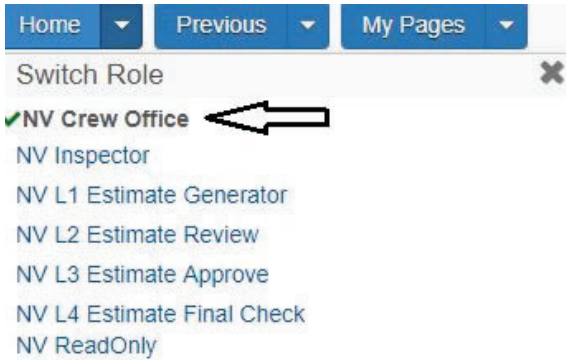 Home Previous My Pages
Switch Role
NV Crew Office
NV Inspector
NV L1 Estimate Generator
NV L2 Estimate Review
NV L3 Estimate Approve
NV L4 Estimate Final Check
NV ReadOnly